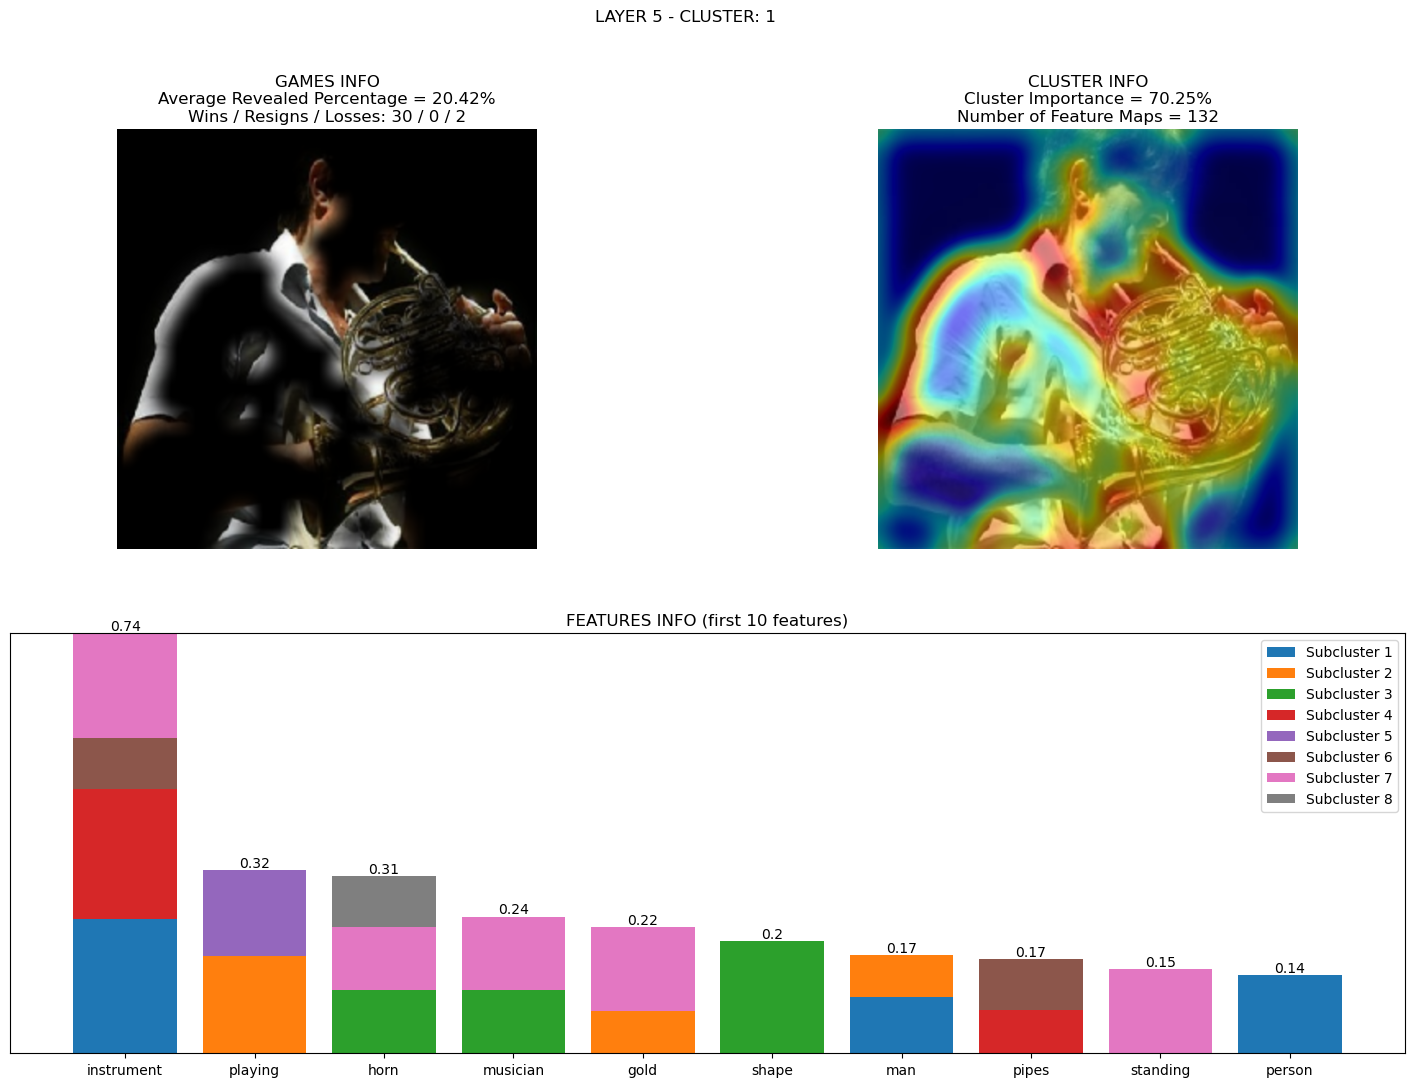 LAYER 5 - CLUSTER: 1
GAMES INFO
Average Revealed Percentage = 20.42%
Wins / Resigns / Losses: 30 / 0 / 2
CLUSTER INFO
Cluster Importance = 70.25%
Number of Feature Maps = 132
FEATURES INFO (first 10 features)
0.74
0.32
0.31
0.24
0.22
0.2
0.17
0.17
0.15
0.14
Subcluster 1
Subcluster 2
Subcluster 3
Subcluster 4
Subcluster 5
Subcluster 6
Subcluster 7
Subcluster 8
instrument playing horn musician gold shape man pipes standing person